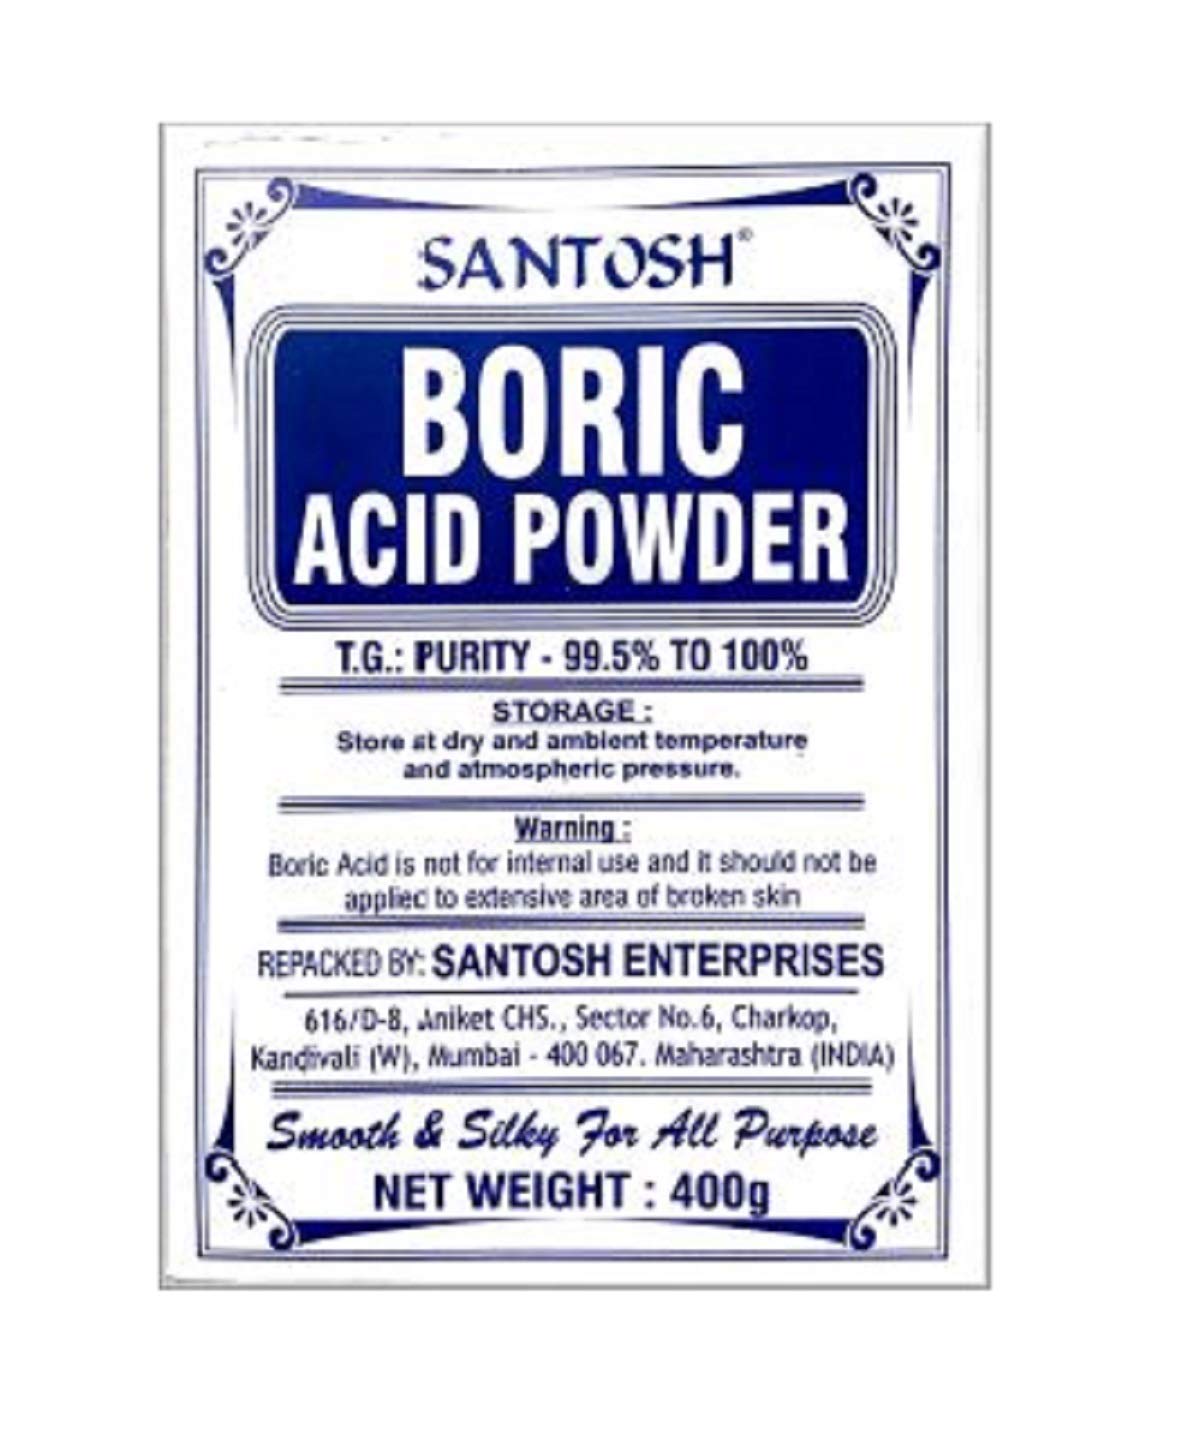 SANTOSH®
BORIC
ACID POWDER
T.G.: PURITY - 99.5% TO 100%
STORAGE :
Store at dry and ambient temperature
and atmospheric pressure.
Warning :
Boric Acid is not for internal use and it should not be
applied to extensive area of broken skin
REPACKED BY: SANTOSH ENTERPRISES
616/D-8, Aniket CHS., Sector No.6, Charkop,
Kandivali (W), Mumbai - 400 067. Maharashtra (INDIA)
Smooth & Silky For All Purpose
NET WEIGHT : 400g